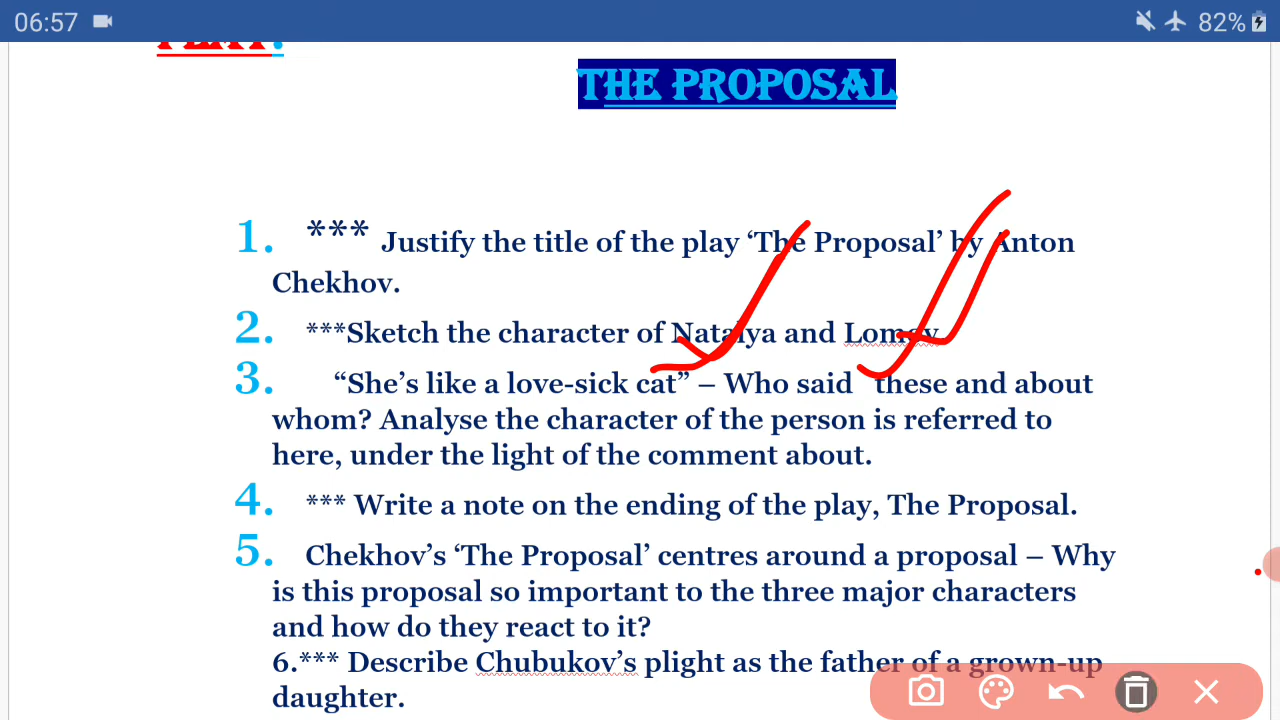 06:57
82%
PLAY:
THE PROPOSAL
1. *** Justify the title of the play ‘The Proposal’ by Anton
Chekhov.
2. ***Sketch the character of Natalya and Lomov.
3. “She’s like a love-sick cat” – Who said these and about
whom? Analyse the character of the person is referred to
here, under the light of the comment about.
4. *** Write a note on the ending of the play, The Proposal.
5. Chekhov’s ‘The Proposal’ centres around a proposal – Why
is this proposal so important to the three major characters
and how do they react to it?
6.*** Describe Chubukov’s plight as the father of a grown-up
daughter.